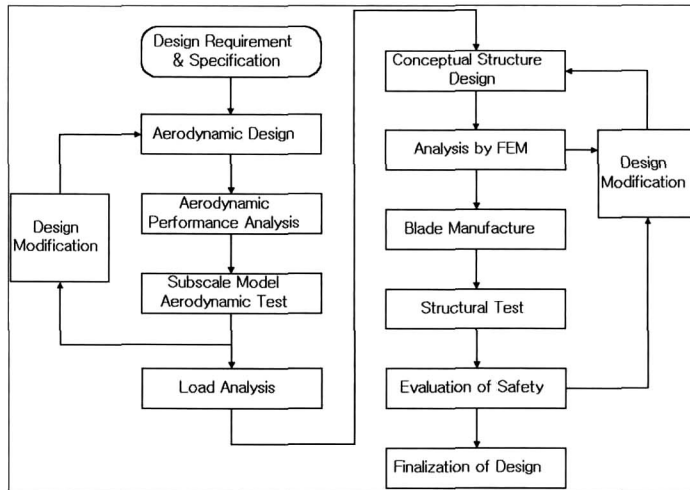 Design Requirement
& Specification
Aerodynamic Design
Aerodynamic
Performance Analysis
Design
Modification
Subscale Model
Aerodynamic Test
Load Analysis
Conceptual Structure
Design
Analysis by FEM
Design
Modification
Blade Manufacture
Structural Test
Evaluation of Safety
Finalization of Design